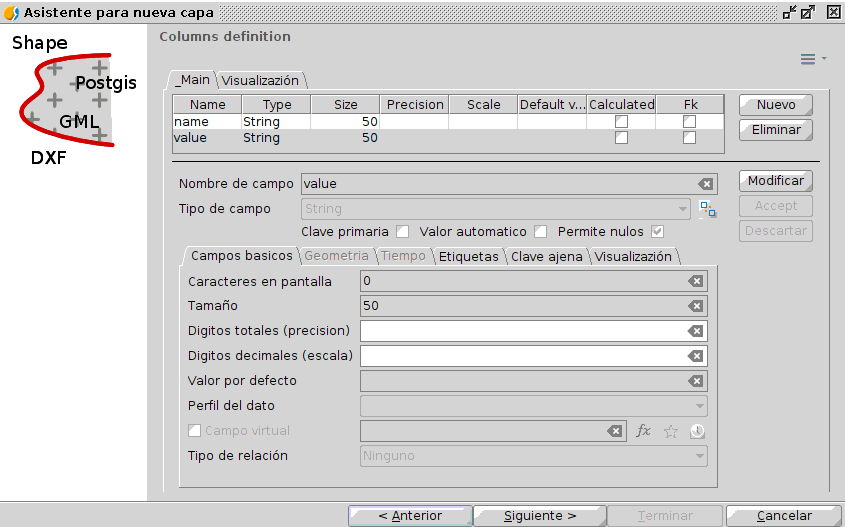 Asistente para nueva capa
Shape
Postgis
GML
DXF
Columns definition
_Main Visualización
Name Type Size Precision Scale Default v... Calculated Fk
name String 50
value String 50
Nuevo
Eliminar
Nombre de campo value
Tipo de campo String
Clave primaria Valor automatico Permite nulos
Modificar
Accept
Descartar
Campos basicos Geometria Tiempo Etiquetas Clave ajena Visualización
Caracteres en pantalla 0
Tamaño 50
Digitos totales (precision)
Digitos decimales (escala)
Valor por defecto
Perfil del dato
Campo virtual fx
Tipo de relación Ninguno
< Anterior Siguiente > Terminar Cancelar